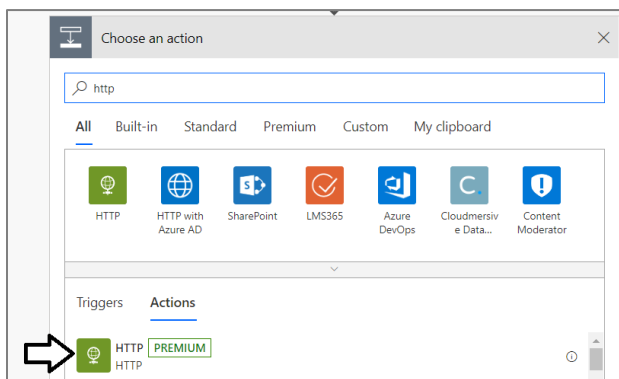 Choose an action
http
All Built-in Standard Premium Custom My clipboard
HTTP HTTP with Azure AD SharePoint LMS365 Azure DevOps Cloudmersiv e Data... Content Moderator
Triggers Actions
HTTP PREMIUM
HTTP